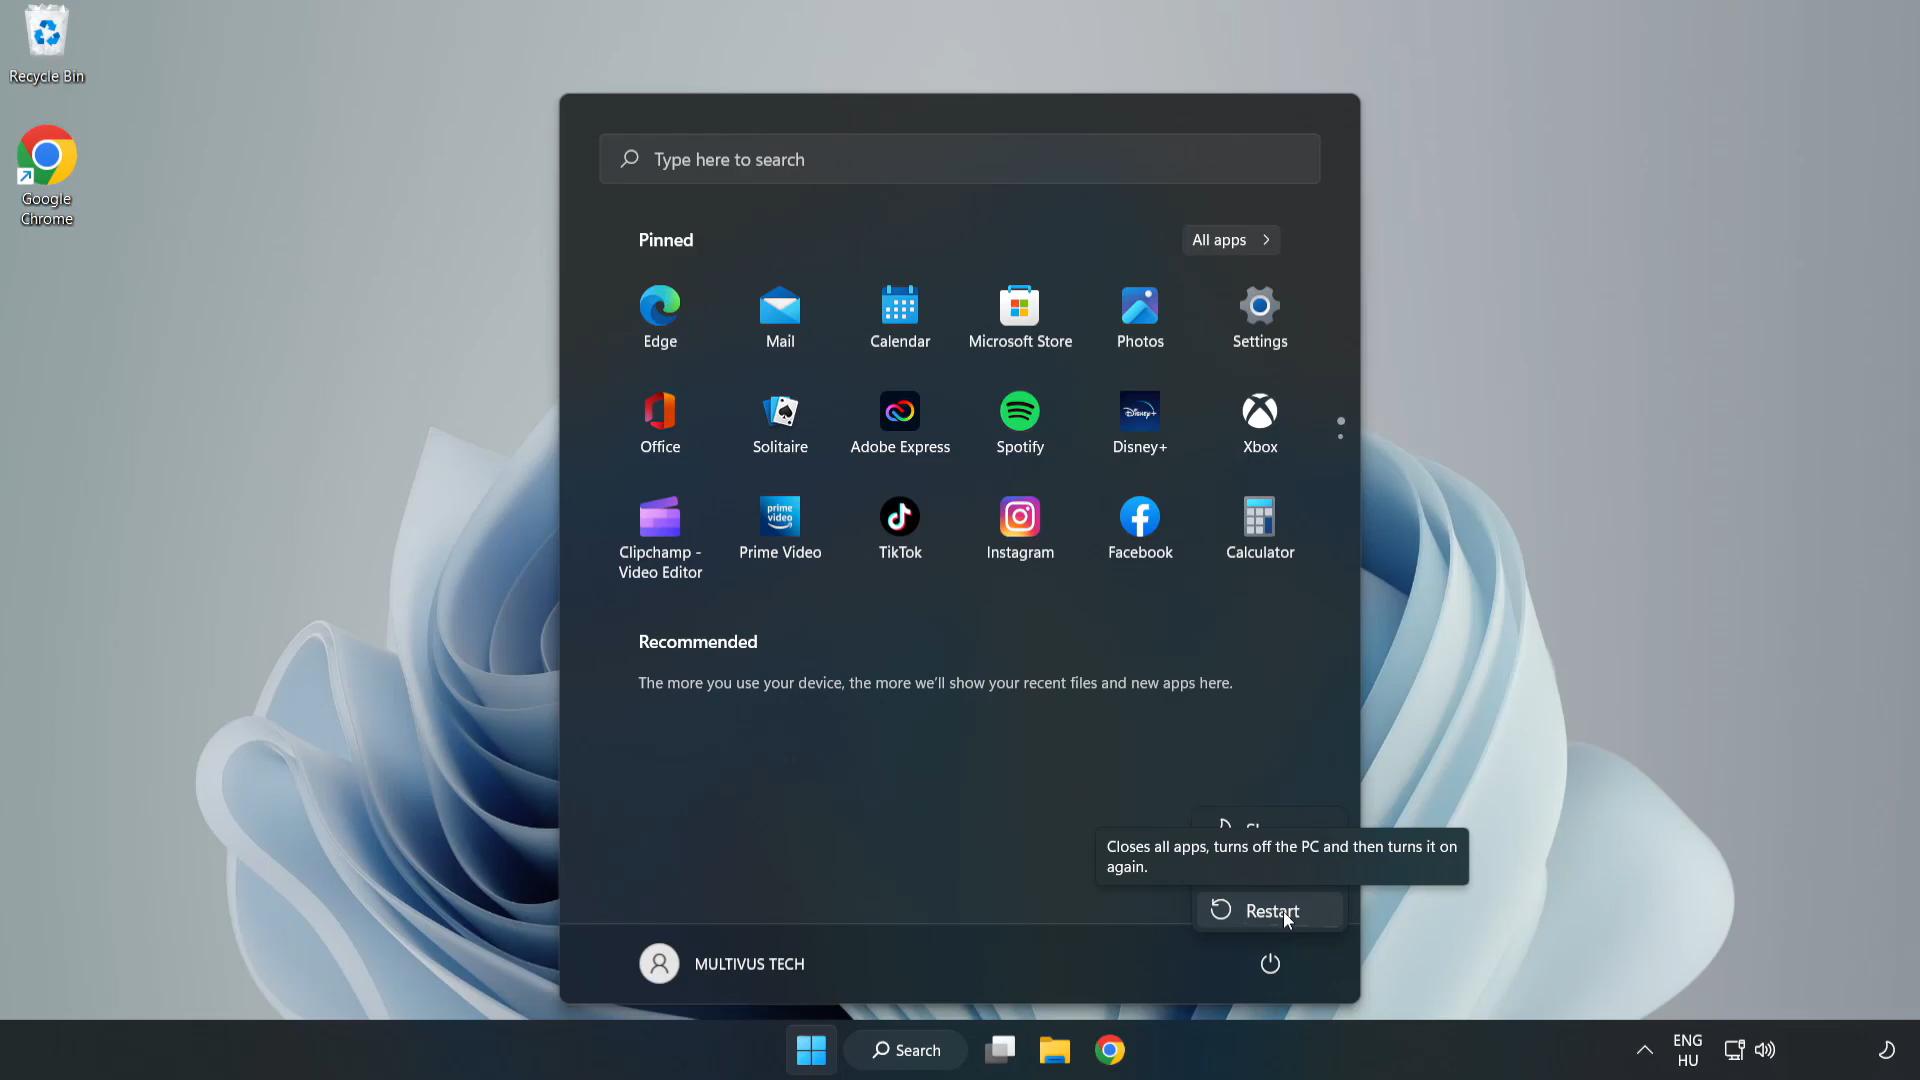 Recycle Bin
Google
Chrome
Type here to search
Pinned
All apps
Edge
Mail
Calendar
Microsoft Store
Photos
Settings
Office
Solitaire
Adobe Express
Spotify
Disney+
Disney+
Xbox
prime
video
Clipchamp -
Video Editor
Prime Video
TikTok
Instagram
Facebook
Calculator
Recommended
The more you use your device, the more we'll show your recent files and new apps here.
Closes all apps, turns off the PC and then turns it on
again.
Restart
MULTIVUS TECH
Search
ENG
HU